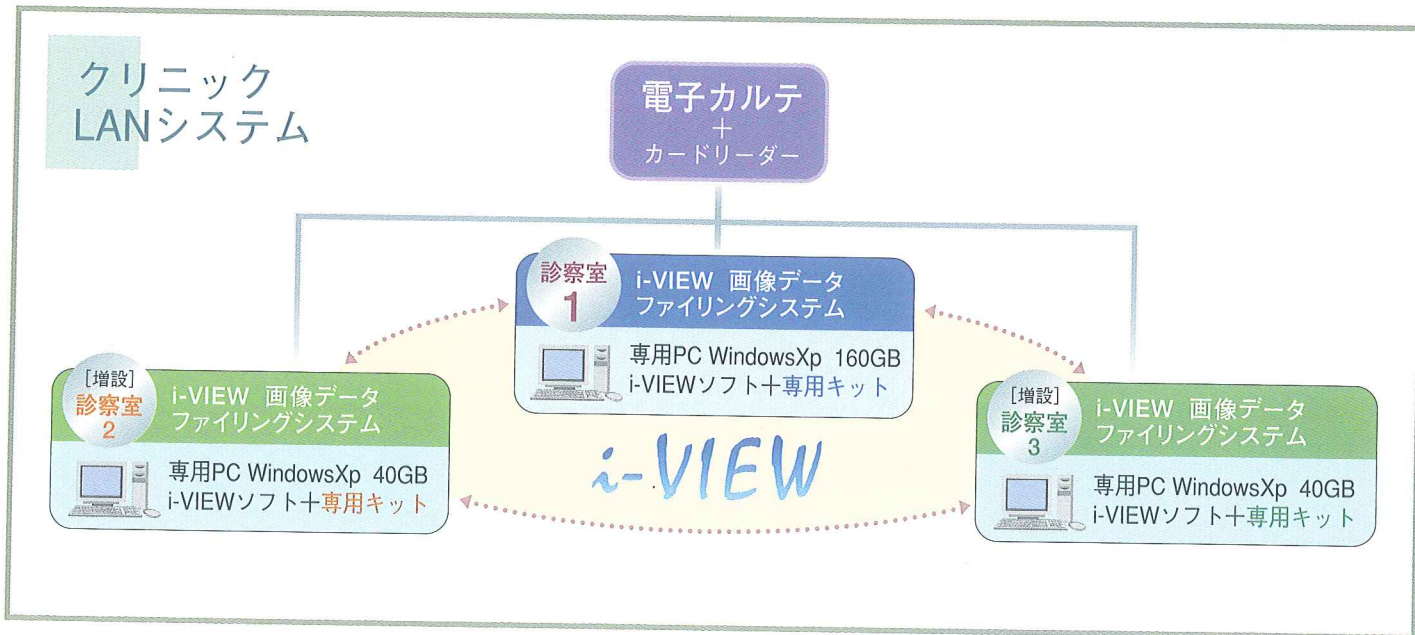 クリニック
LANシステム
電子カルテ
＋
カードリーダー
診察室
1
i-VIEW 画像データ
ファイリングシステム
専用PC WindowsXp 160GB
i-VIEWソフト＋専用キット
[増設]
診察室
2
i-VIEW 画像データ
ファイリングシステム
専用PC WindowsXp 40GB
i-VIEWソフト＋専用キット
i-VIEW
[増設]
診察室
3
i-VIEW 画像データ
ファイリングシステム
専用PC WindowsXp 40GB
i-VIEWソフト＋専用キット